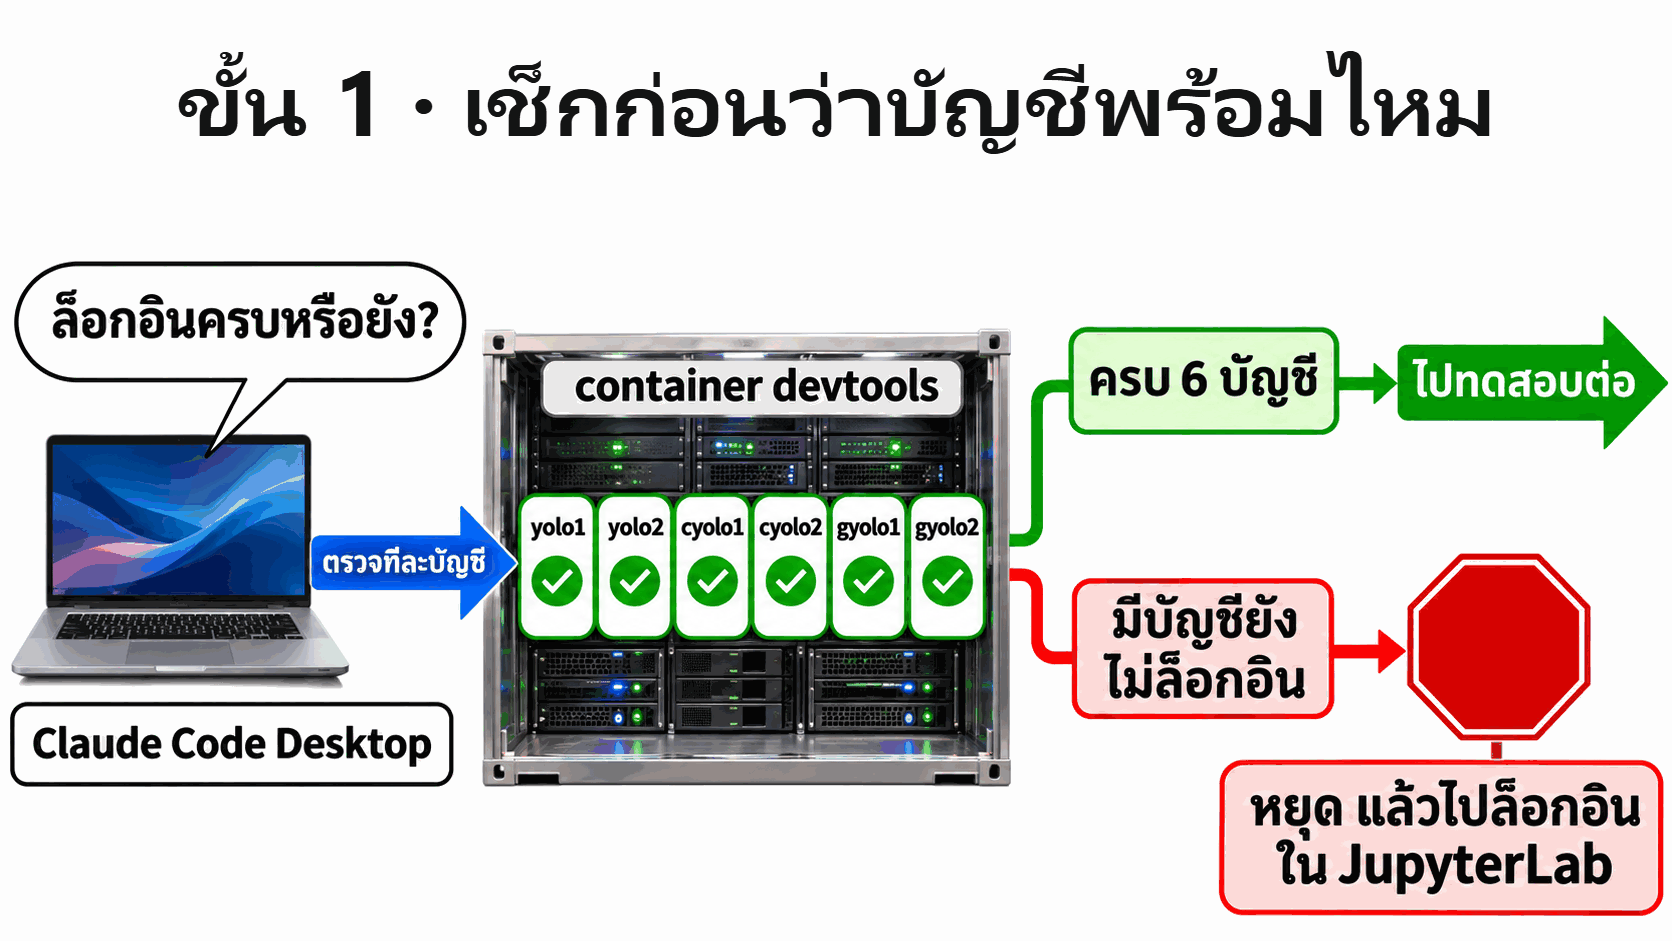 ขั้น 1 · เช็กก่อนว่าบัญชีพร้อมไหม
ล็อกอินครบหรือยัง?
Claude Code Desktop
ตรวจทีละบัญชี
container devtools
yolo1
yolo2
cyolo1
cyolo2
gyolo1
gyolo2
ครบ 6 บัญชี
ไปทดสอบต่อ
มีบัญชียัง
ไม่ล็อกอิน
หยุด แล้วไปล็อกอิน
ใน JupyterLab